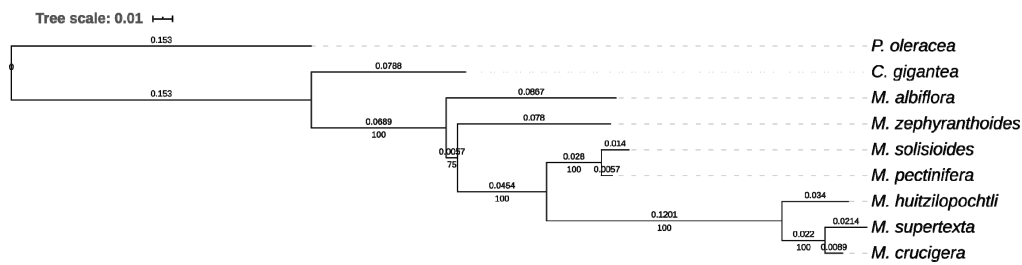 Tree scale: 0.01
0.153
P. oleracea
0
0.0788
C. gigantea
0.153
0.0867
M. albiflora
0.0689
100
0.078
M. zephyranthoides
0.014
M. solisioides
0.0057
75
0.028
100
0.0057
M. pectinifera
0.0454
100
0.034
M. huitzilopochtli
0.1201
100
0.0214
M. supertexta
0.022
100
0.0089
M. crucigera